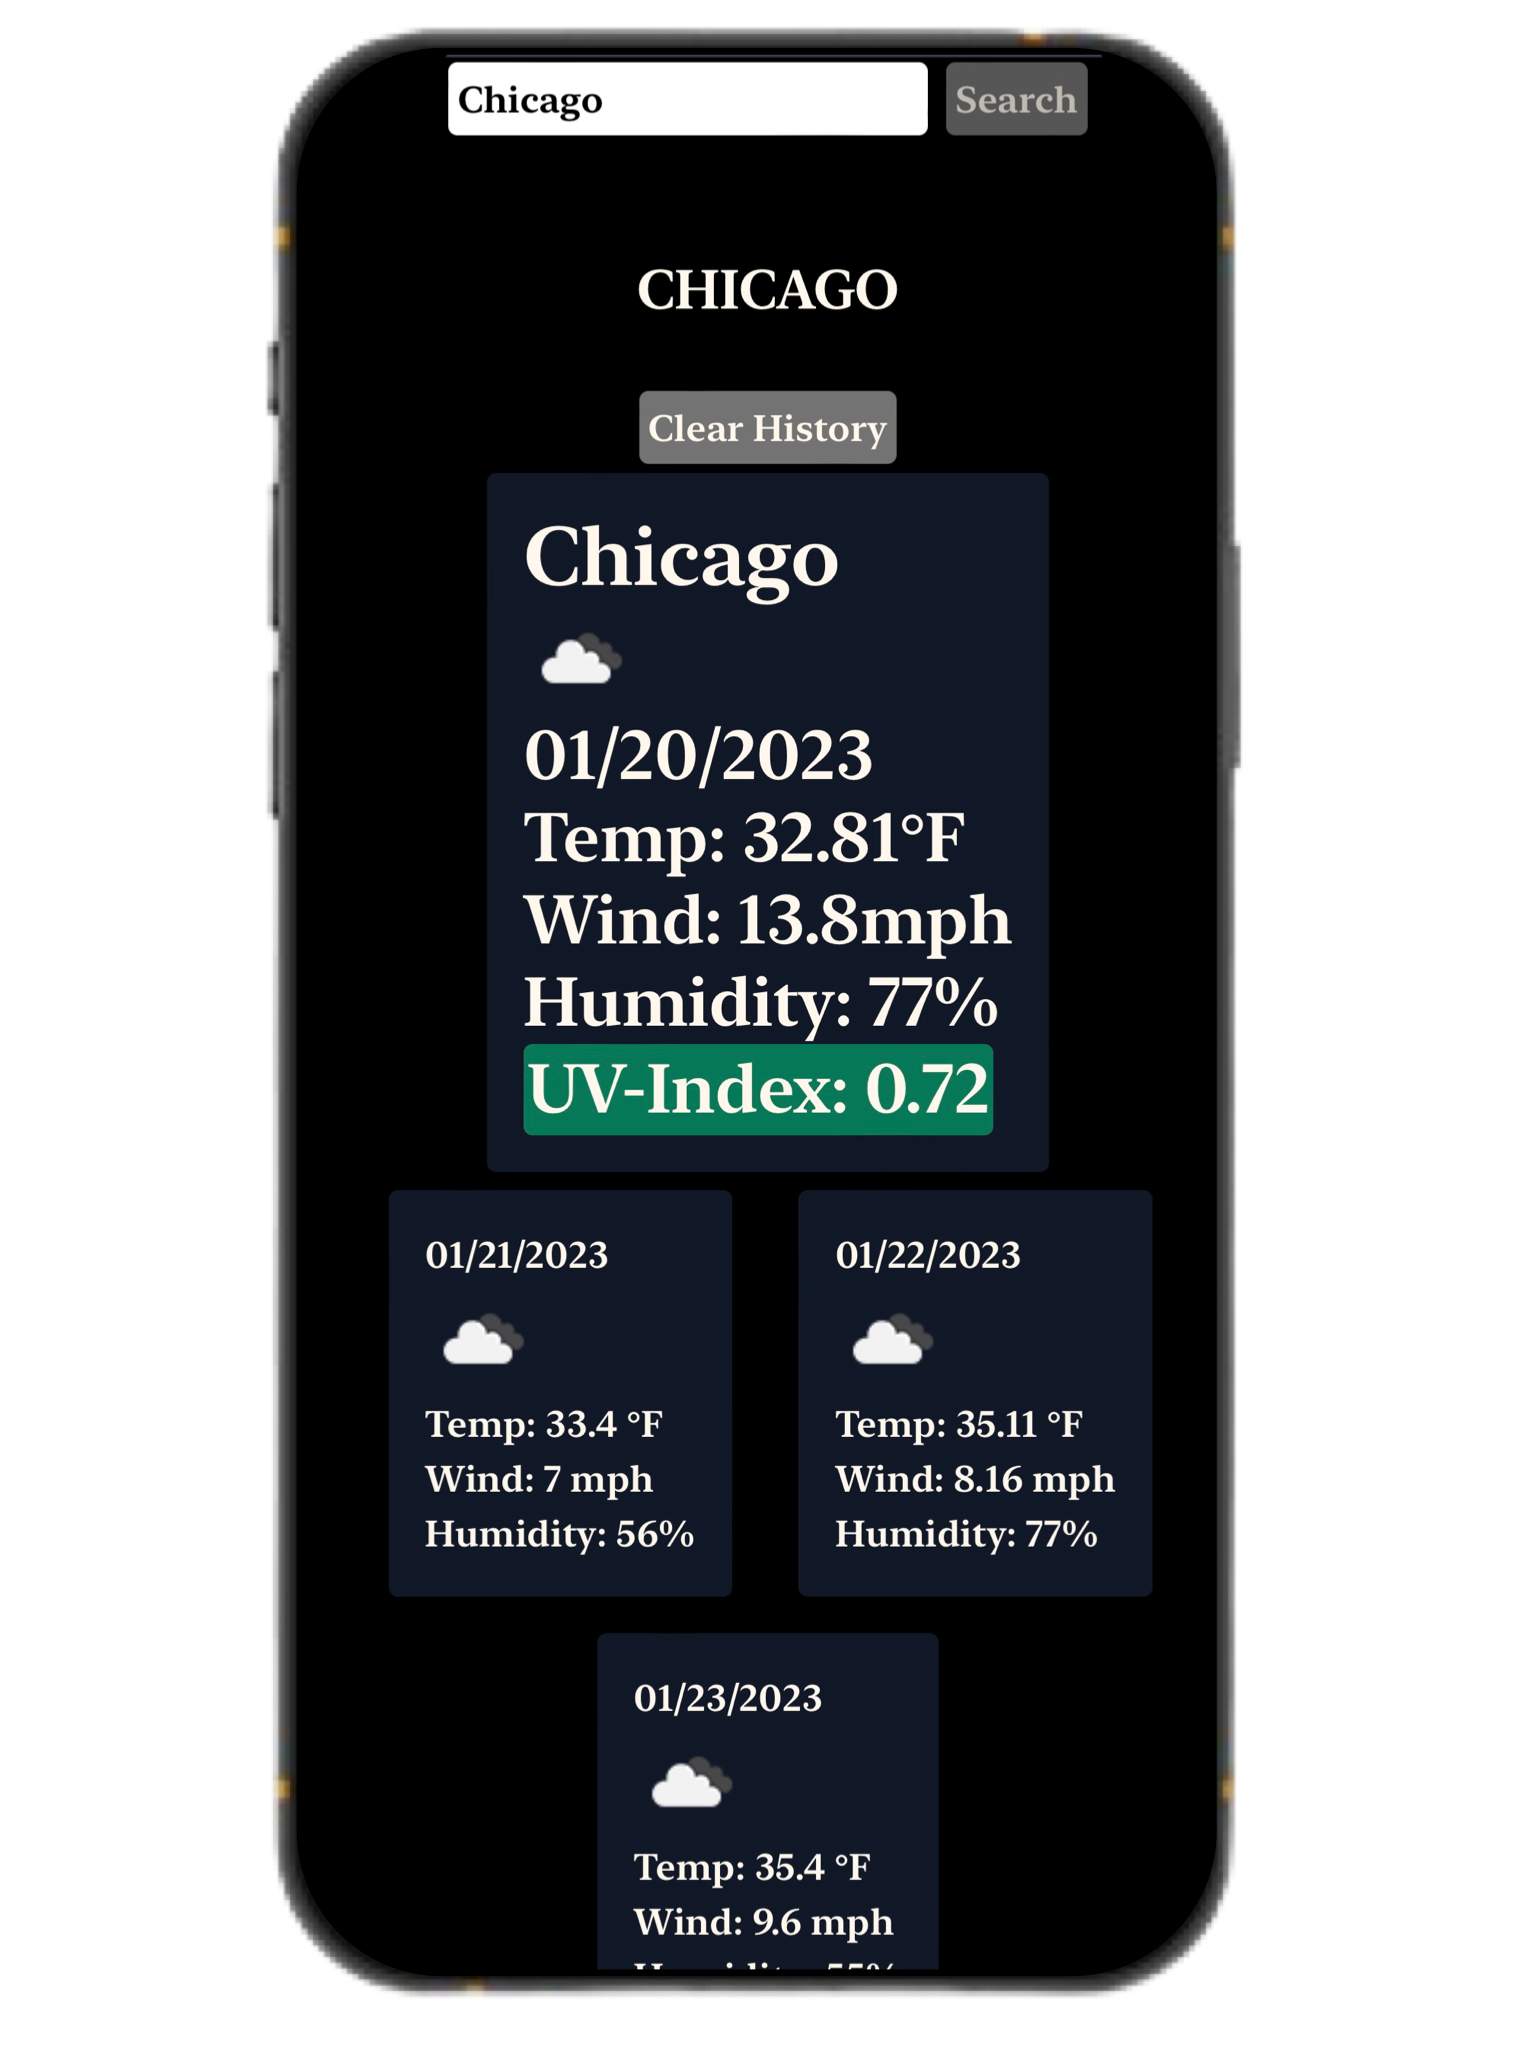 Chicago
Search
CHICAGO
Clear History
Chicago
01/20/2023
Temp: 32.81°F
Wind: 13.8mph
Humidity: 77%
UV-Index: 0.72
01/21/2023
Temp: 33.4 °F
Wind: 7 mph
Humidity: 56%
01/22/2023
Temp: 35.11 °F
Wind: 8.16 mph
Humidity: 77%
01/23/2023
Temp: 35.4 °F
Wind: 9.6 mph